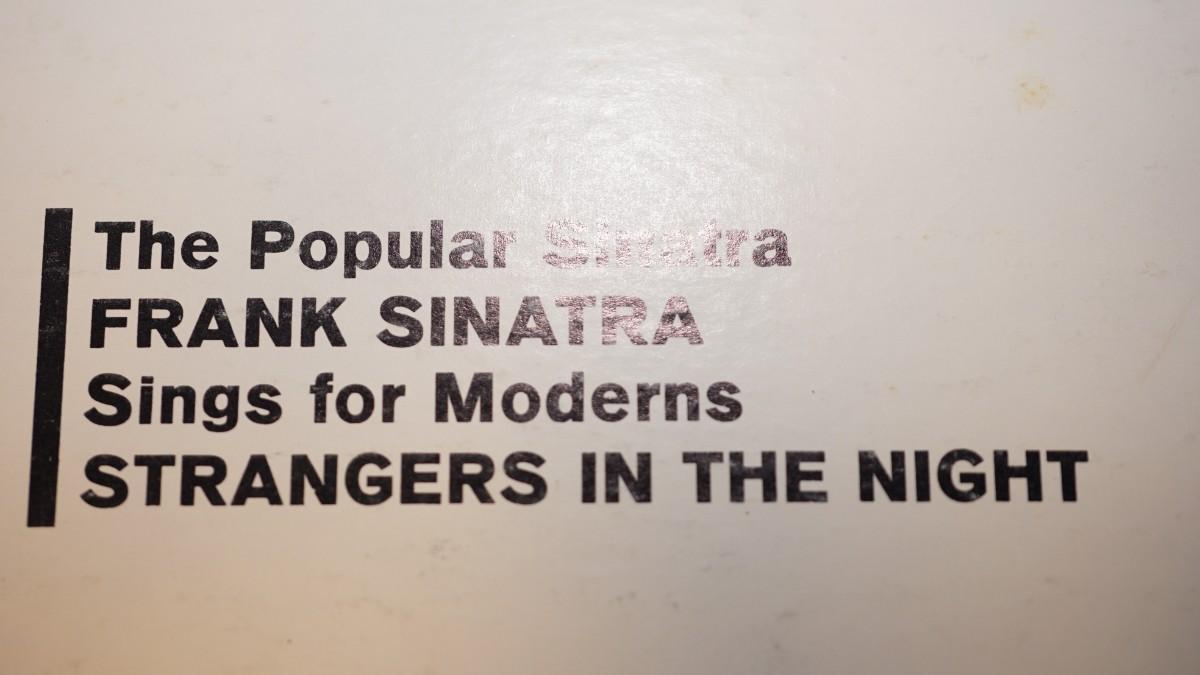 The Popular Sinatra
FRANK SINATRA
Sings for Moderns
STRANGERS IN THE NIGHT